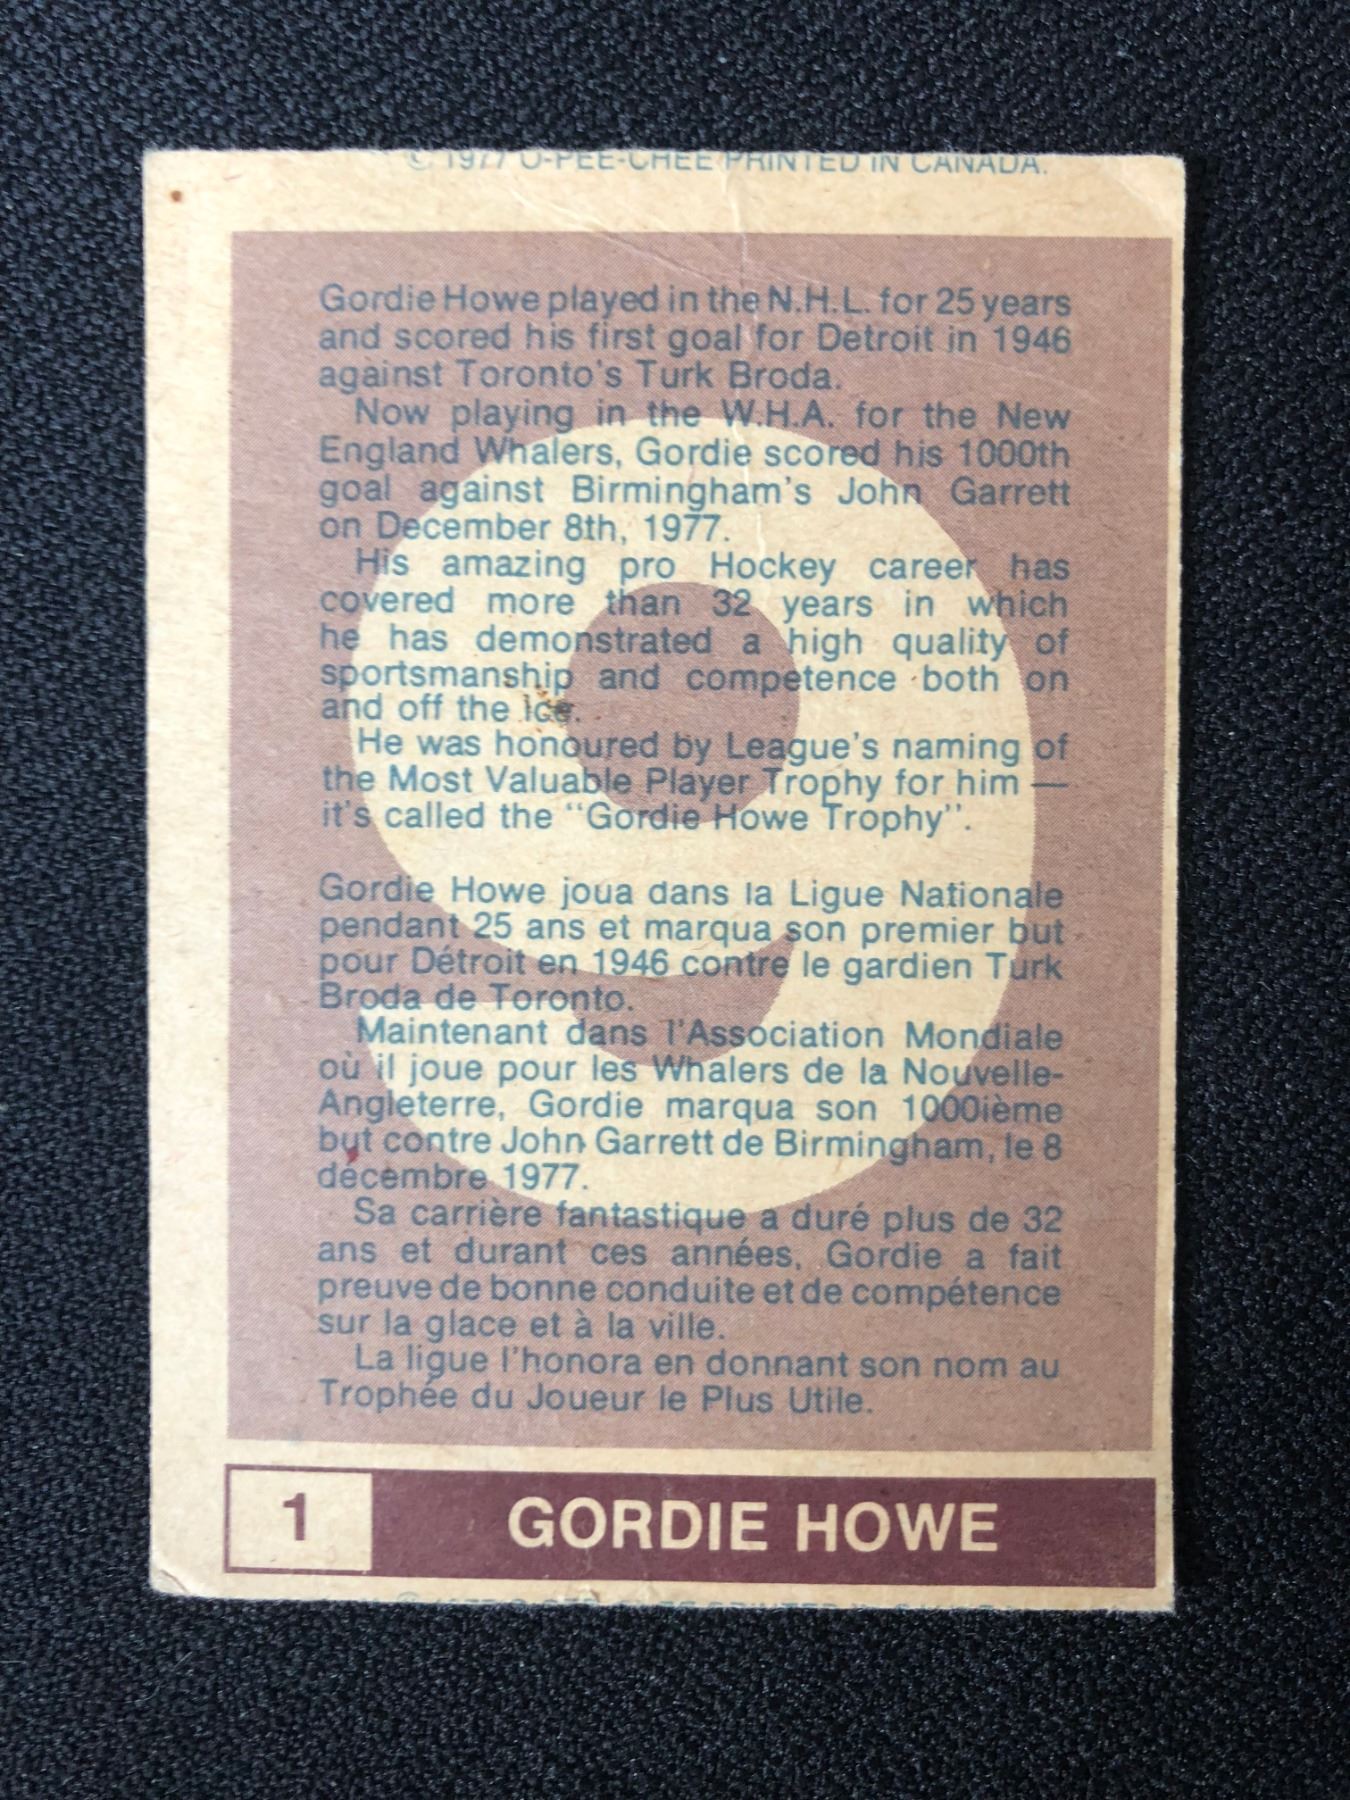 © 1977 O-PEE-CHEE PRINTED IN CANADA.
Gordie Howe played in the N.H.L. for 25 years
and scored his first goal for Detroit in 1946
against Toronto's Turk Broda.
Now playing in the W.H.A. for the New
England Whalers, Gordie scored his 1000th
goal against Birmingham's John Garrett
on December 8th, 1977.
His amazing pro Hockey career has
covered more than 32 years in which
he has demonstrated a high quality of
sportsmanship and competence both on
and off the ice.
He was honoured by League's naming of
the Most Valuable Player Trophy for him —
it's called the "Gordie Howe Trophy".
Gordie Howe joua dans la Ligue Nationale
pendant 25 ans et marqua son premier but
pour Détroit en 1946 contre le gardien Turk
Broda de Toronto.
Maintenant dans l'Association Mondiale
où il joue pour les Whalers de la Nouvelle-
Angleterre, Gordie marqua son 1000ième
but contre John Garrett de Birmingham, le 8
décembre 1977.
Sa carrière fantastique a duré plus de 32
ans et durant ces années, Gordie a fait
preuve de bonne conduite et de compétence
sur la glace et à la ville.
La ligue l'honora en donnant son nom au
Trophée du Joueur le Plus Utile.
9
1 GORDIE HOWE